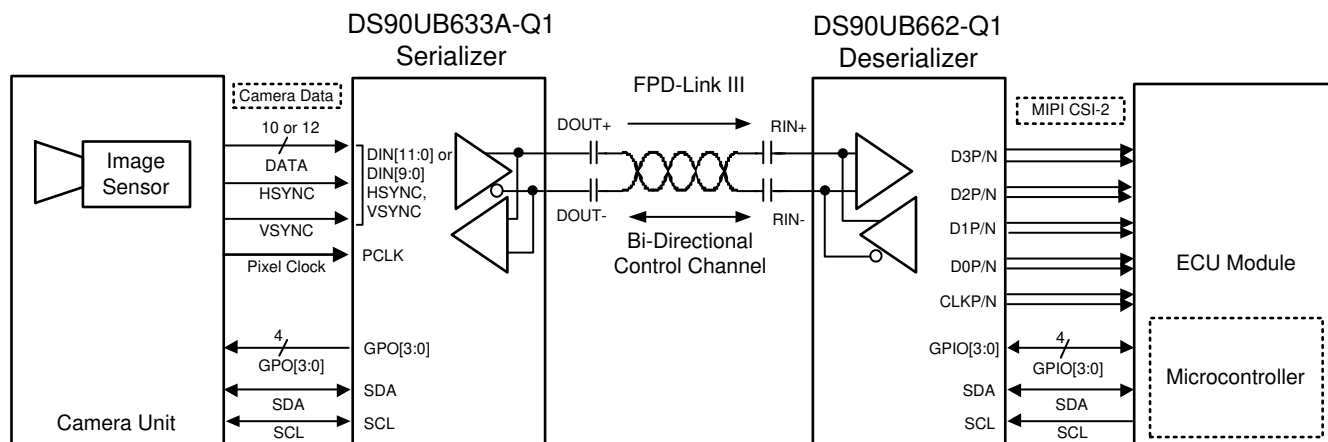 DS90UB633A-Q1
Serializer
DS90UB662-Q1
Deserializer
Camera Data
FPD-Link III
MIPI CSI-2
10 or 12
DATA
HSYNC
VSYNC
Pixel Clock
Image
Sensor
DIN[11:0] or
DIN[9:0]
HSYNC,
VSYNC
PCLK
DOUT+
DOUT-
RIN+
RIN-
Bi-Directional
Control Channel
D3P/N
D2P/N
D1P/N
D0P/N
CLKP/N
ECU Module
4
GPO[3:0]
GPO[3:0]
SDA
SDA
SCL
SCL
Camera Unit
GPIO[3:0]
4
GPIO[3:0]
SDA
SDA
SCL
SCL
Microcontroller